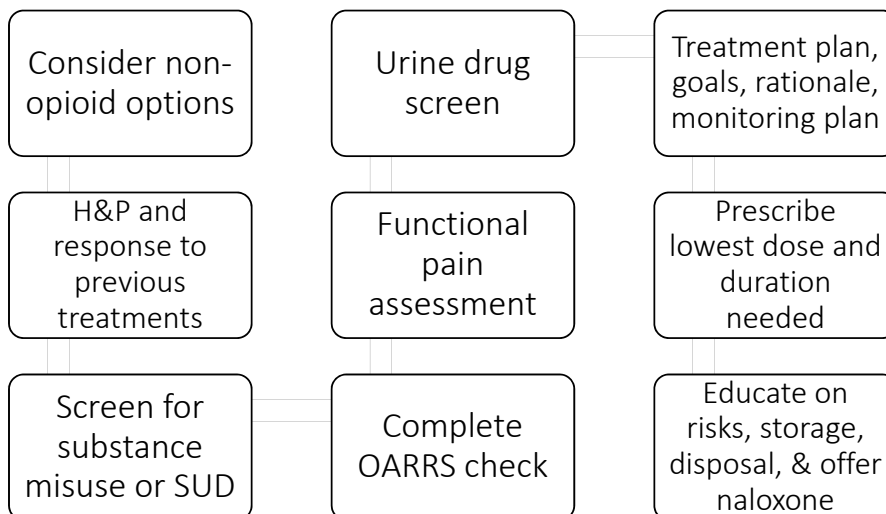 Consider non-
opioid options
H&P and
response to
previous
treatments
Screen for
substance
misuse or SUD
Complete
OARRS check
Functional
pain
assessment
Urine drug
screen
Treatment plan,
goals, rationale,
monitoring plan
Prescribe
lowest dose and
duration
needed
Educate on
risks, storage,
disposal, & offer
naloxone